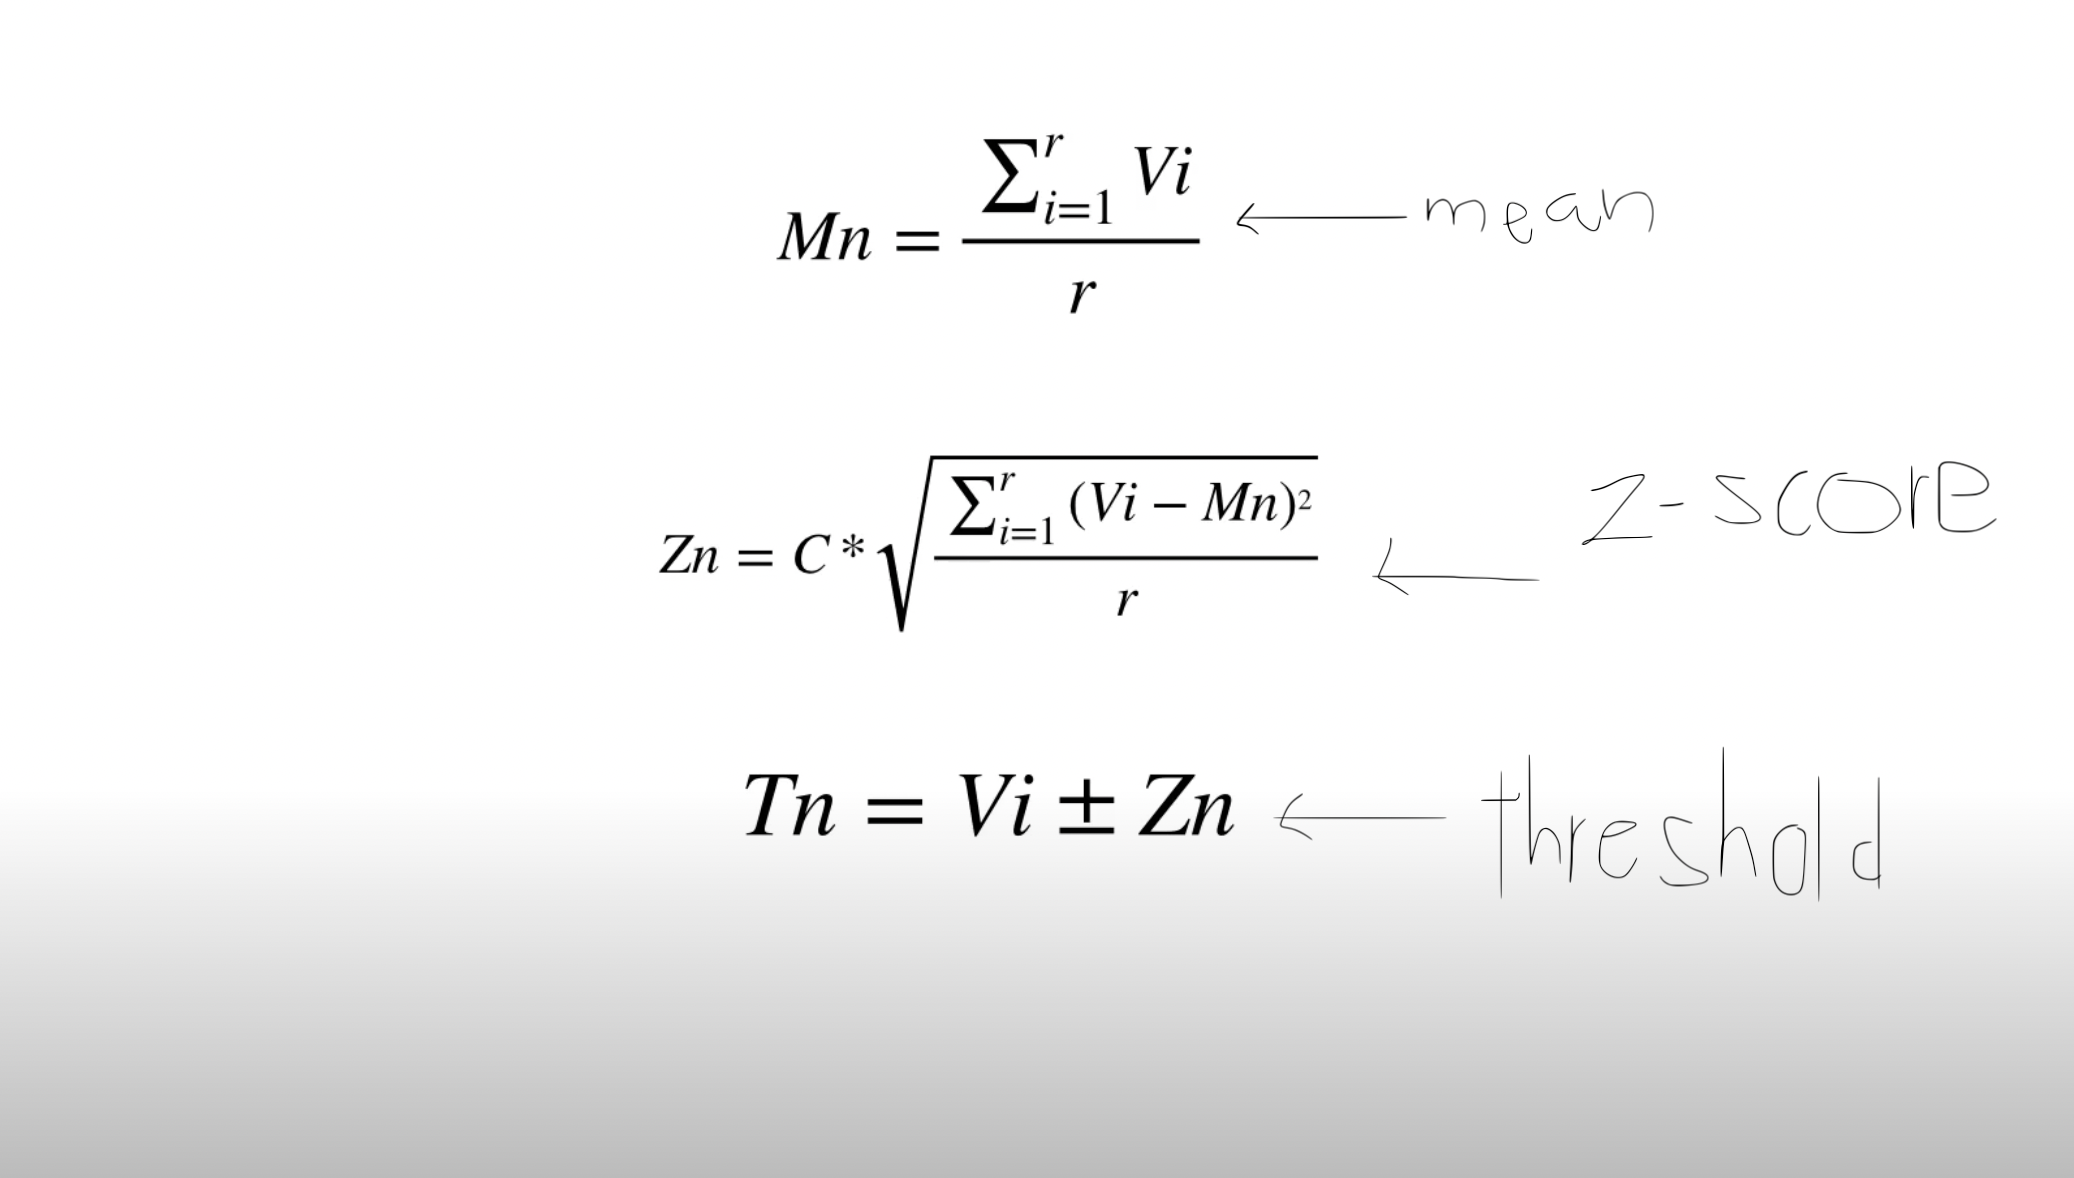 Mn = \frac{\sum_{i=1}^{r} Vi}{r} ← mean
Zn = C * \sqrt{\frac{\sum_{i=1}^{r} (Vi − Mn)^2}{r}} ← z-score
Tn = Vi ± Zn ← threshold